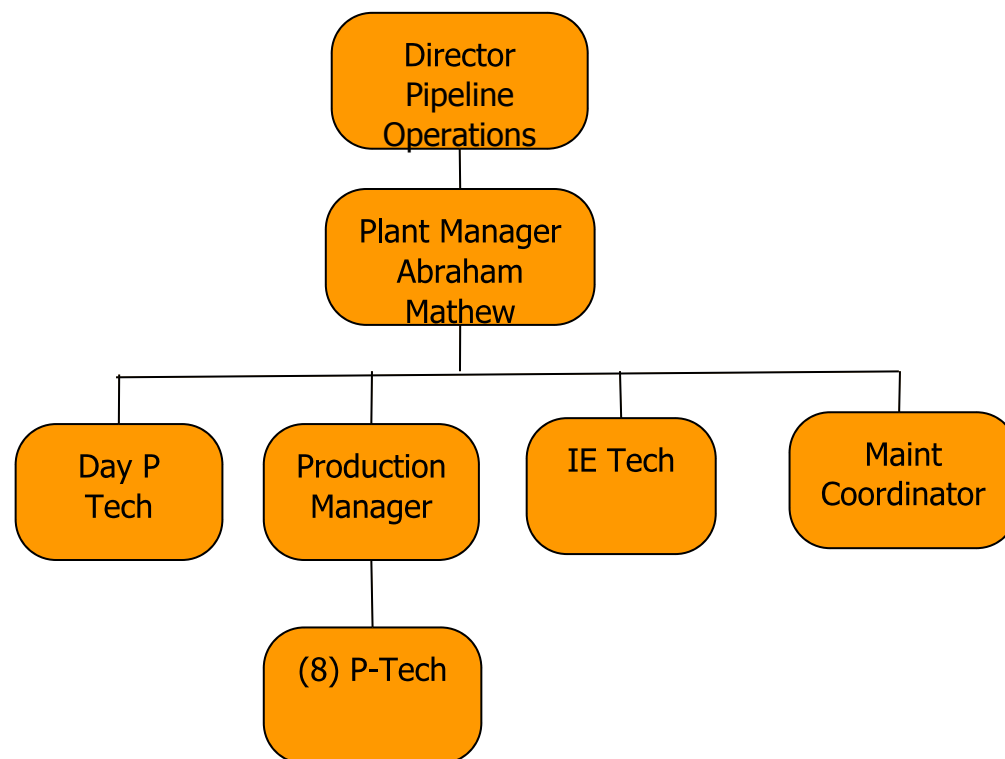 Director
Pipeline
Operations
Plant Manager
Abraham
Mathew
Day P
Tech
Production
Manager
IE Tech
Maint
Coordinator
(8) P-Tech